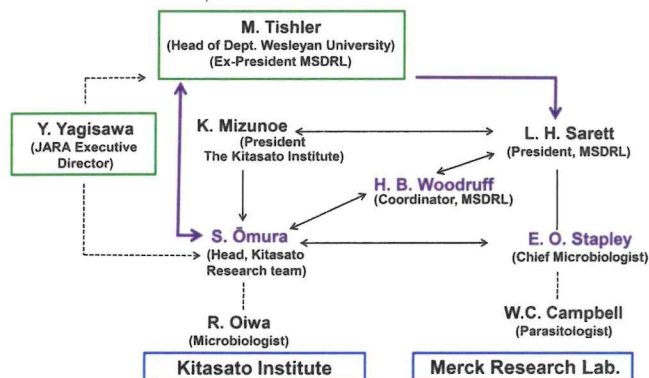 M. Tishler
(Head of Dept. Wesleyan University)
(Ex-President MSDRL)
Y. Yagisawa
(JARA Executive
Director)
K. Mizunoe
(President
The Kitasato Institute)
L. H. Sarett
(President, MSDRL)
H. B. Woodruff
(Coordinator, MSDRL)
S. Ōmura
(Head, Kitasato
Research team)
E. O. Stapley
(Chief Microbiologist)
R. Oiwa
(Microbiologist)
W.C. Campbell
(Parasitologist)
Kitasato Institute
Merck Research Lab.